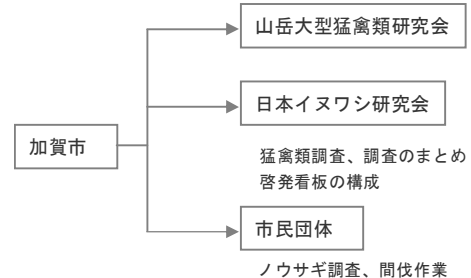 山岳大型猛禽類研究会
日本イヌワシ研究会
加賀市
猛禽類調査、調査のまとめ
啓発看板の構成
市民団体
ノウサギ調査、間伐作業